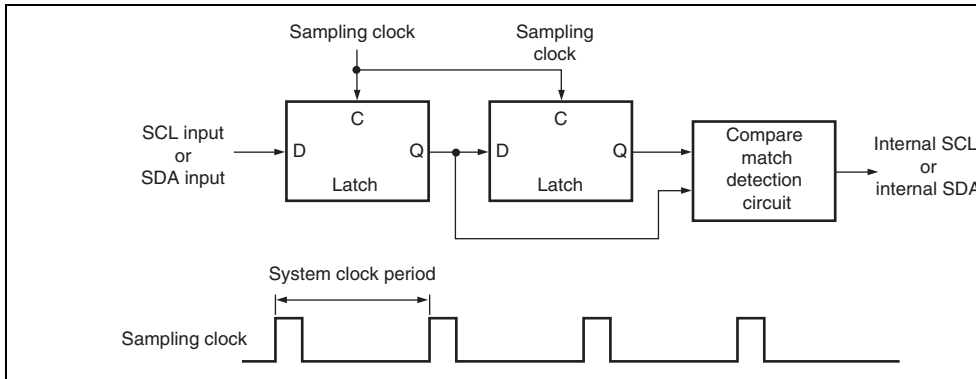 Sampling clock
Sampling
clock
SCL input
or
SDA input
C
D
Q
Latch
C
D
Q
Latch
Compare
match
detection
circuit
Internal SCL
or
internal SDA
System clock period
Sampling clock